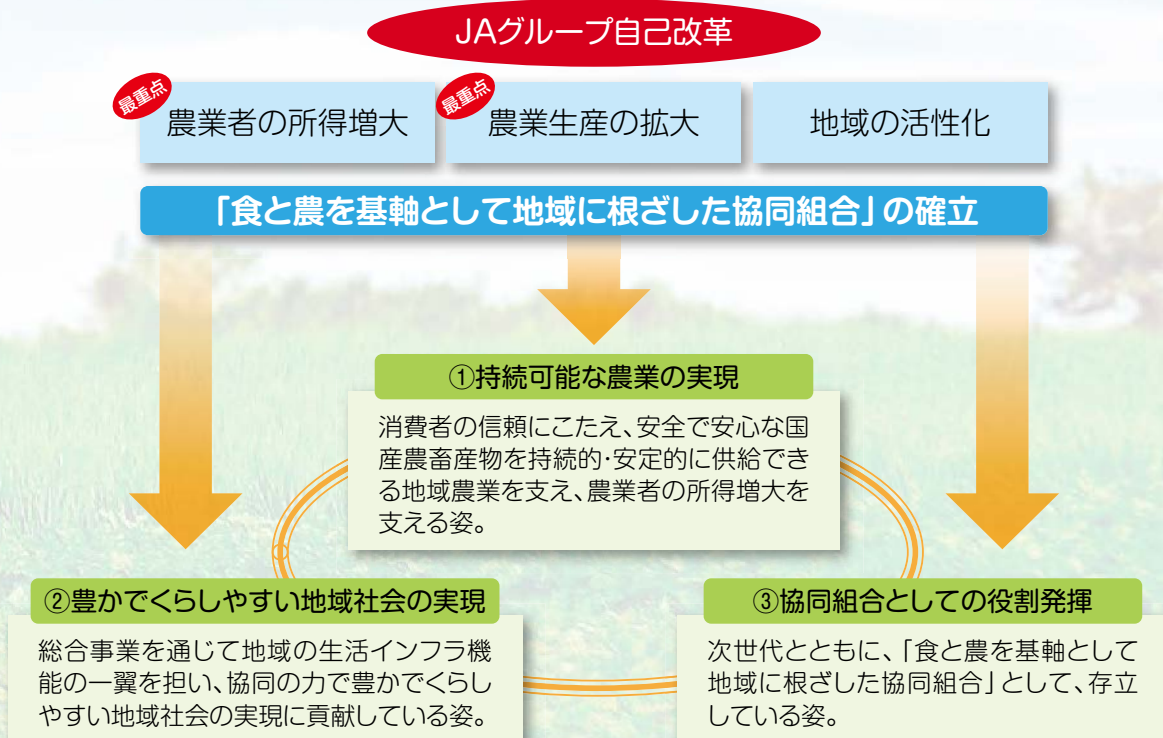 JAグループ自己改革
最重点
農業者の所得増大
最重点
農業生産の拡大
地域の活性化
「食と農を基軸として地域に根ざした協同組合」の確立
①持続可能な農業の実現
消費者の信頼にこたえ、安全で安心な国
産農畜産物を持続的･安定的に供給でき
る地域農業を支え、農業者の所得増大を
支える姿。
②豊かでくらしやすい地域社会の実現
総合事業を通じて地域の生活インフラ機
能の一翼を担い、協同の力で豊かでくらし
やすい地域社会の実現に貢献している姿。
③協同組合としての役割発揮
次世代とともに、「食と農を基軸として
地域に根ざした協同組合」として、存立
している姿。